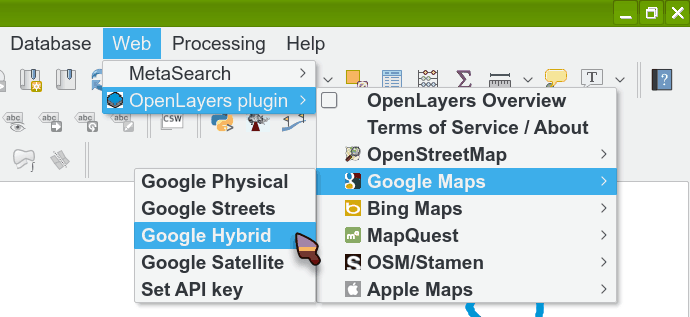 Database Web Processing Help
MetaSearch
OpenLayers plugin
abc abc abc abc CSW
OpenLayers Overview
Terms of Service / About
OpenStreetMap
Google Maps
Bing Maps
MapQuest
OSM/Stamen
Apple Maps
Google Physical
Google Streets
Google Hybrid
Google Satellite
Set API key